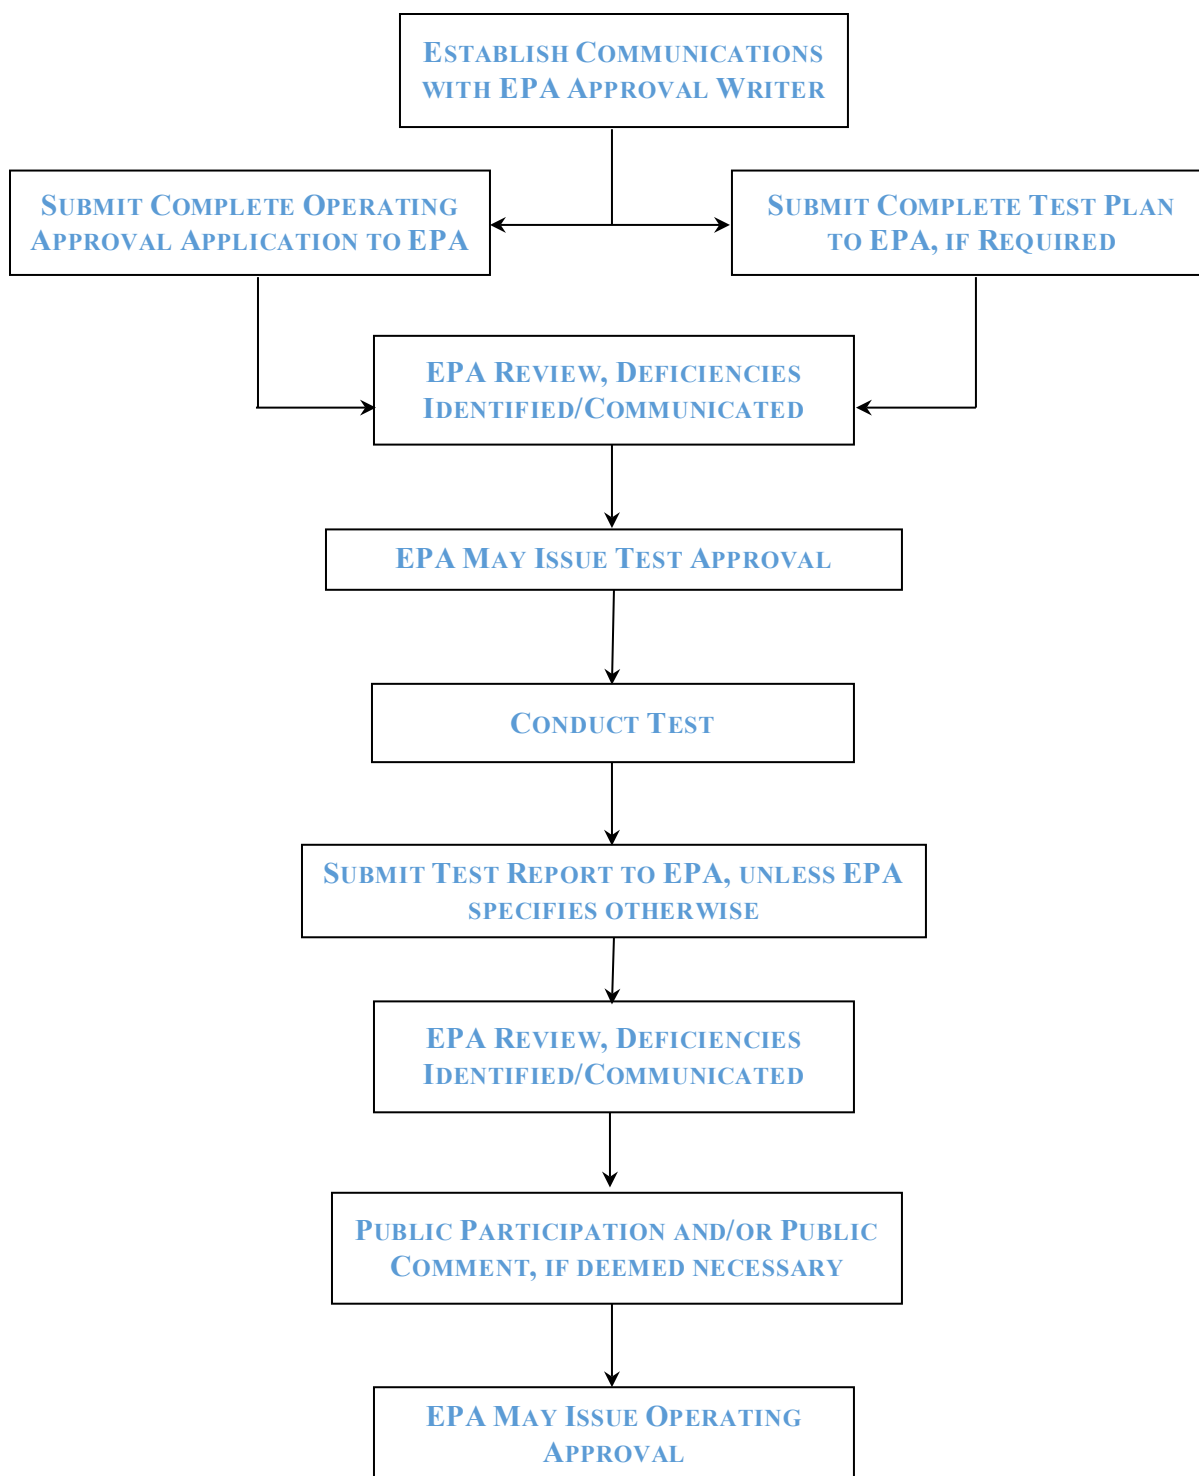 ESTABLISH COMMUNICATIONS
WITH EPA APPROVAL WRITER
SUBMIT COMPLETE OPERATING
APPROVAL APPLICATION TO EPA
SUBMIT COMPLETE TEST PLAN
TO EPA, IF REQUIRED
EPA REVIEW, DEFICIENCIES
IDENTIFIED/COMMUNICATED
EPA MAY ISSUE TEST APPROVAL
CONDUCT TEST
SUBMIT TEST REPORT TO EPA, UNLESS EPA
SPECIFIES OTHERWISE
EPA REVIEW, DEFICIENCIES
IDENTIFIED/COMMUNICATED
PUBLIC PARTICIPATION AND/OR PUBLIC
COMMENT, IF DEEMED NECESSARY
EPA MAY ISSUE OPERATING
APPROVAL